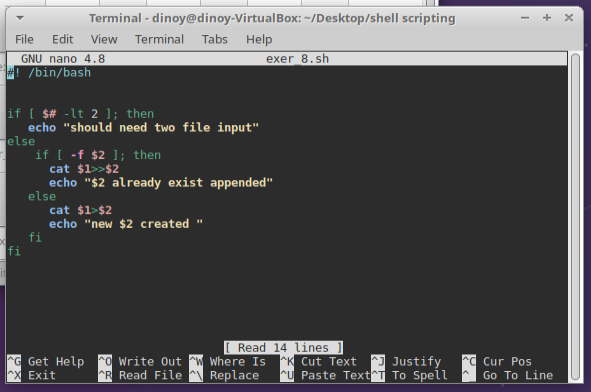 Terminal - dinoy@dinoy-VirtualBox: ~/Desktop/shell scripting
File Edit View Terminal Tabs Help
GNU nano 4.8 exer_8.sh
#! /bin/bash
if [ $# -lt 2 ]; then
echo "should need two file input"
else
if [ -f $2 ]; then
cat $1>>$2
echo "$2 already exist appended"
else
cat $1>$2
echo "new $2 created "
fi
fi
[ Read 14 lines ]
^G Get Help ^O Write Out ^W Where Is ^K Cut Text ^J Justify ^C Cur Pos
^X Exit ^R Read File ^\ Replace ^U Paste Text ^T To Spell ^_ Go To Line